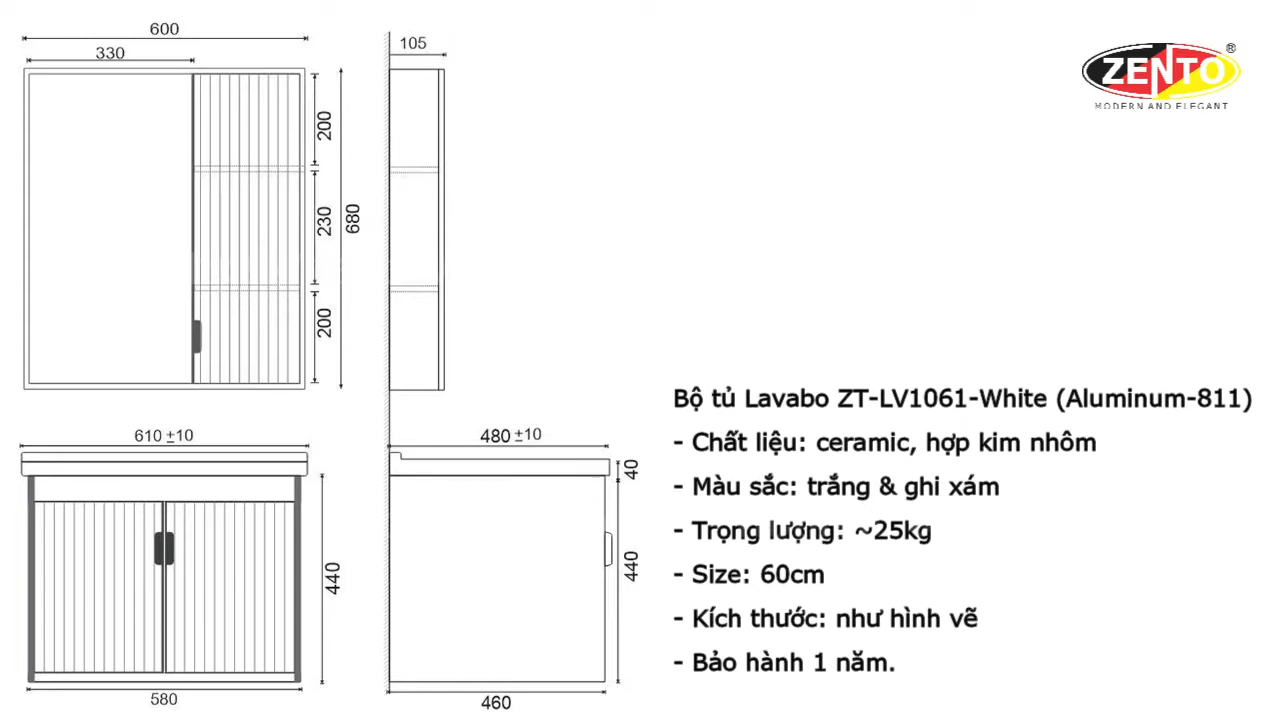 600
330
105
ZENTO®
MODERN AND ELEGANT
200
230
680
200
610 ±10
480 ±10
40
440
440
580
460
Bộ tủ Lavabo ZT-LV1061-White (Aluminum-811)
- Chất liệu: ceramic, hợp kim nhôm
- Màu sắc: trắng & ghi xám
- Trọng lượng: ~25kg
- Size: 60cm
- Kích thước: như hình vẽ
- Bảo hành 1 năm.